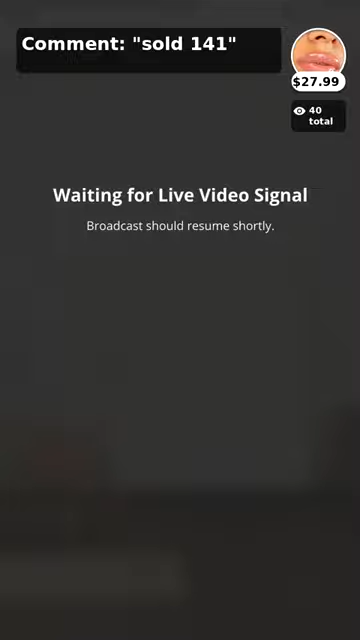 Comment: "sold 141"
$27.99
40
total
Waiting for Live Video Signal
Broadcast should resume shortly.